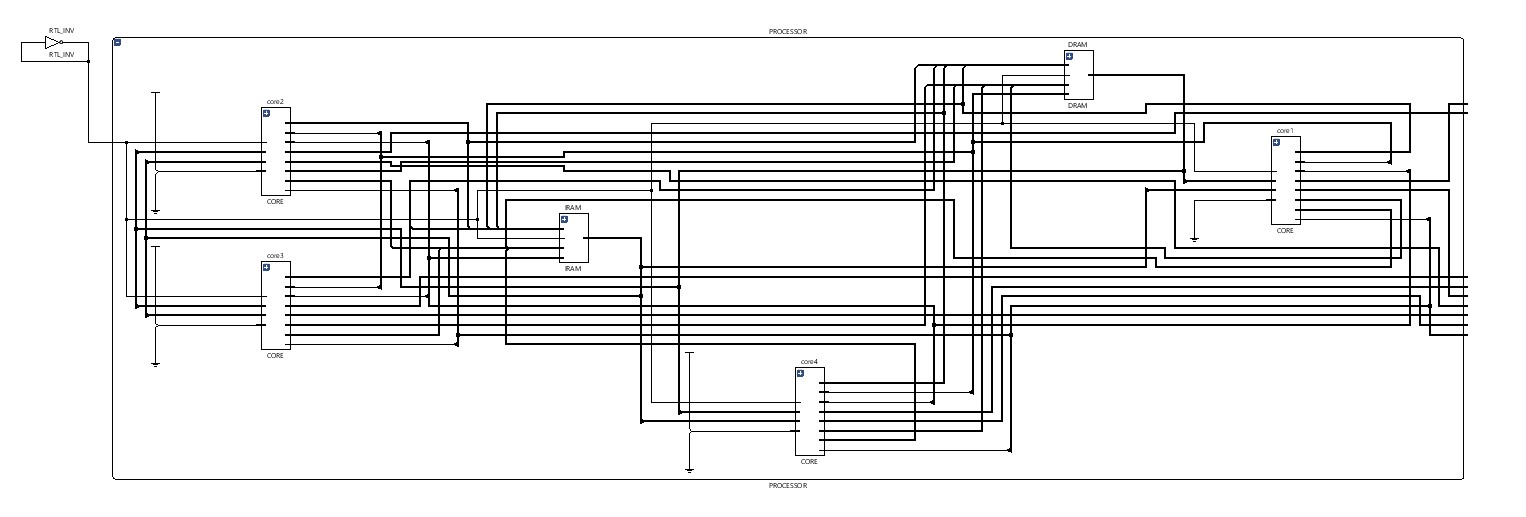 RTL_INV
RTL_INV
PROCESSOR
DRAM
DRAM
core2
CORE
core1
CORE
IRAM
IRAM
core3
CORE
core4
CORE
PROCESSOR